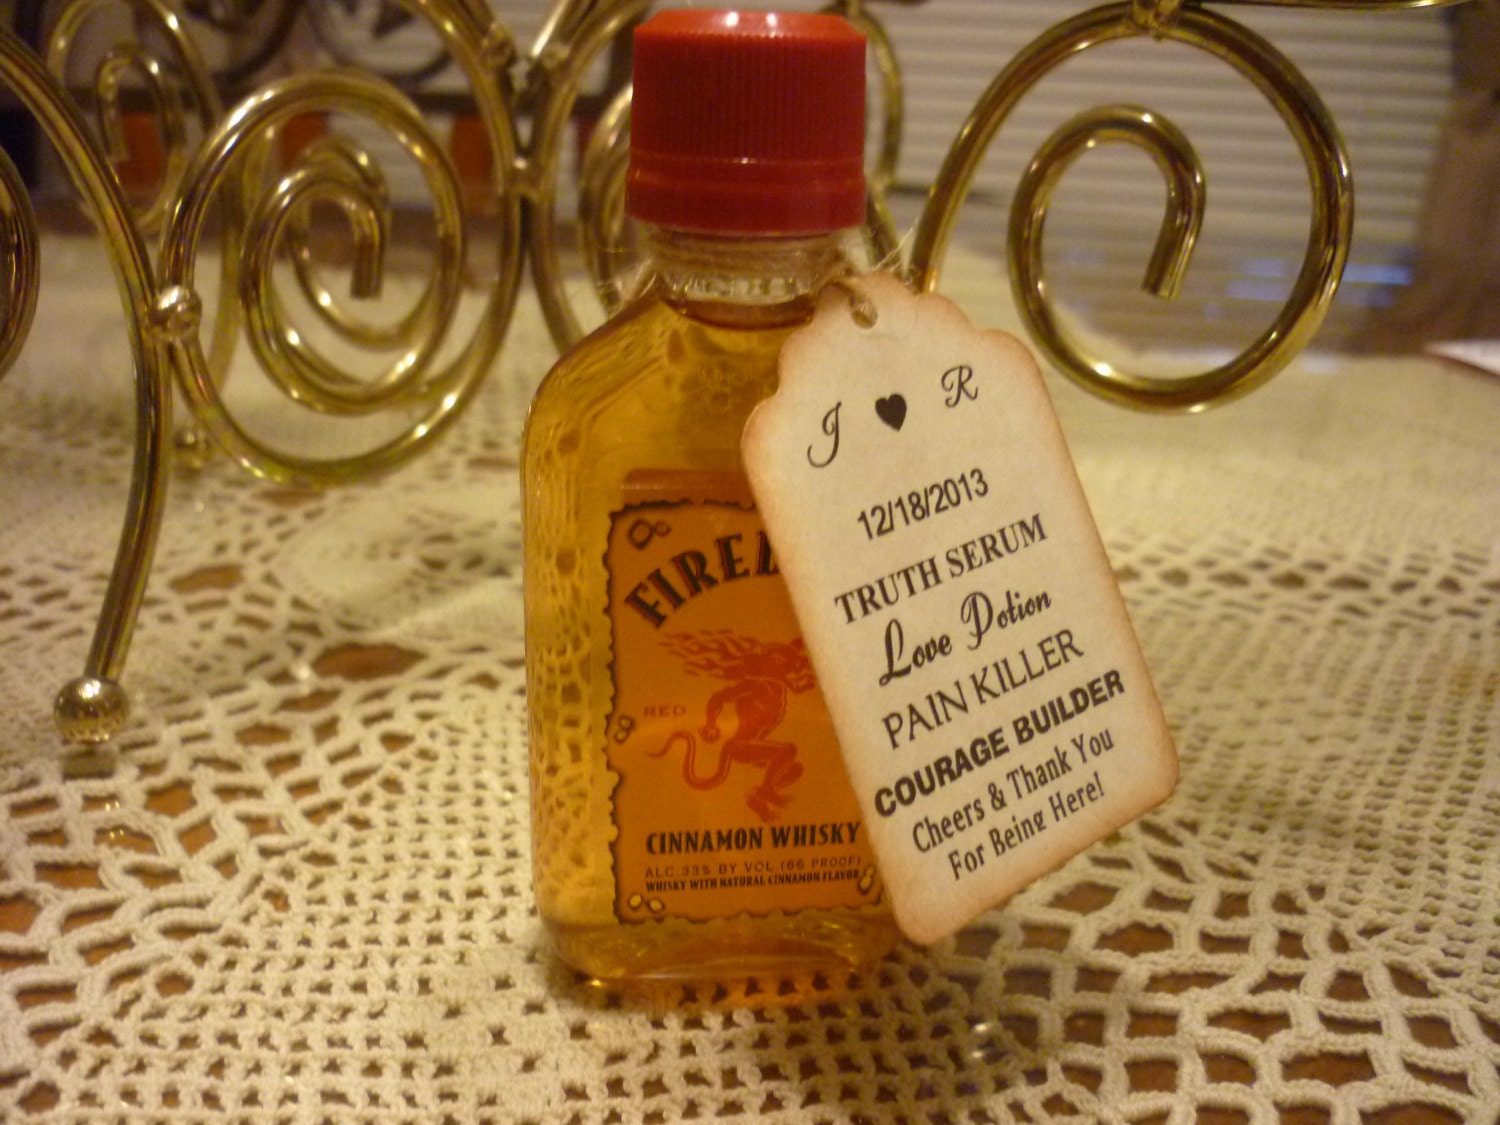 FIREB
RED
CINNAMON WHISKY
ALC 33% BY VOL (66 PROOF)
WHISKY WITH NATURAL CINNAMON FLAVOR
J ♥ R
12/18/2013
TRUTH SERUM
Love Potion
PAIN KILLER
COURAGE BUILDER
Cheers & Thank You
For Being Here!